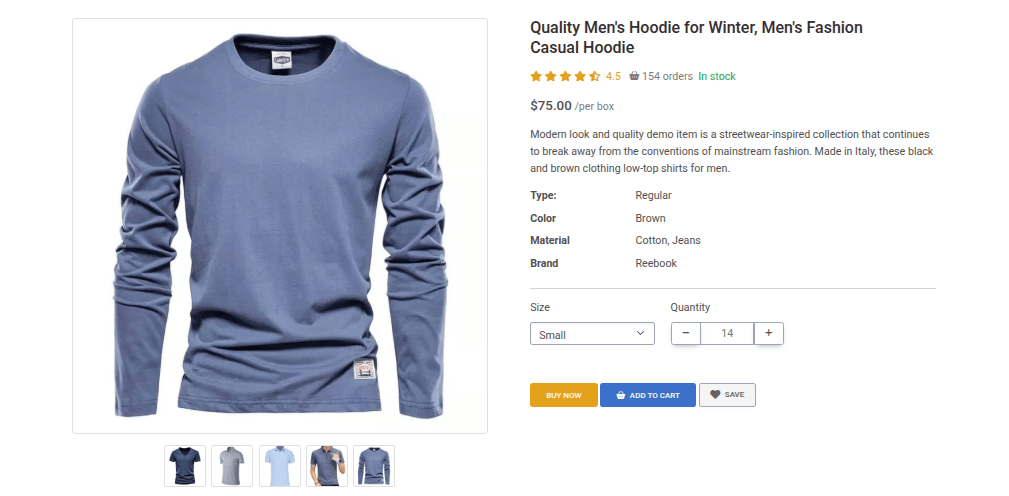 Quality Men's Hoodie for Winter, Men's Fashion
Casual Hoodie
4.5 154 orders In stock
$75.00 /per box
Modern look and quality demo item is a streetwear-inspired collection that continues
to break away from the conventions of mainstream fashion. Made in Italy, these black
and brown clothing low-top shirts for men.
Type: Regular
Color Brown
Material Cotton, Jeans
Brand Reebook
Size Quantity
Small − 14 +
BUY NOW ADD TO CART SAVE